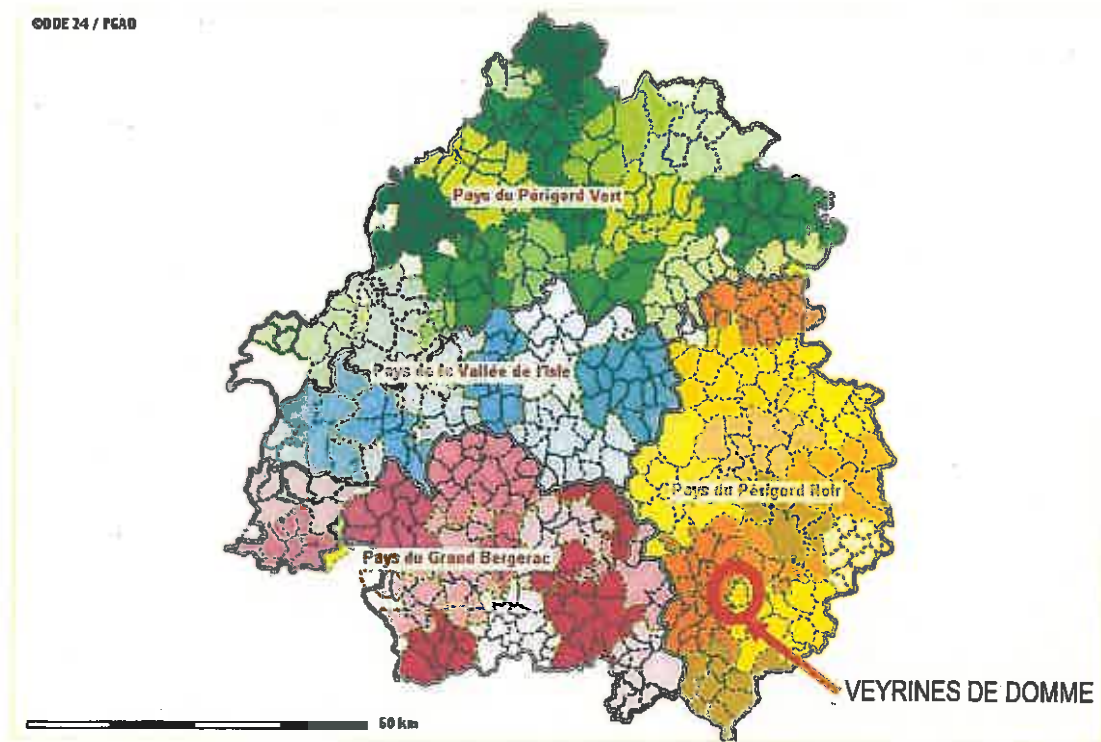 ©DDE 24 / PGAD
Pays du Périgord Vert
Pays de la Vallée de l'Isle
Pays du Périgord Noir
Pays du Grand Bergerac
VEYRINES DE DOMME
50 km